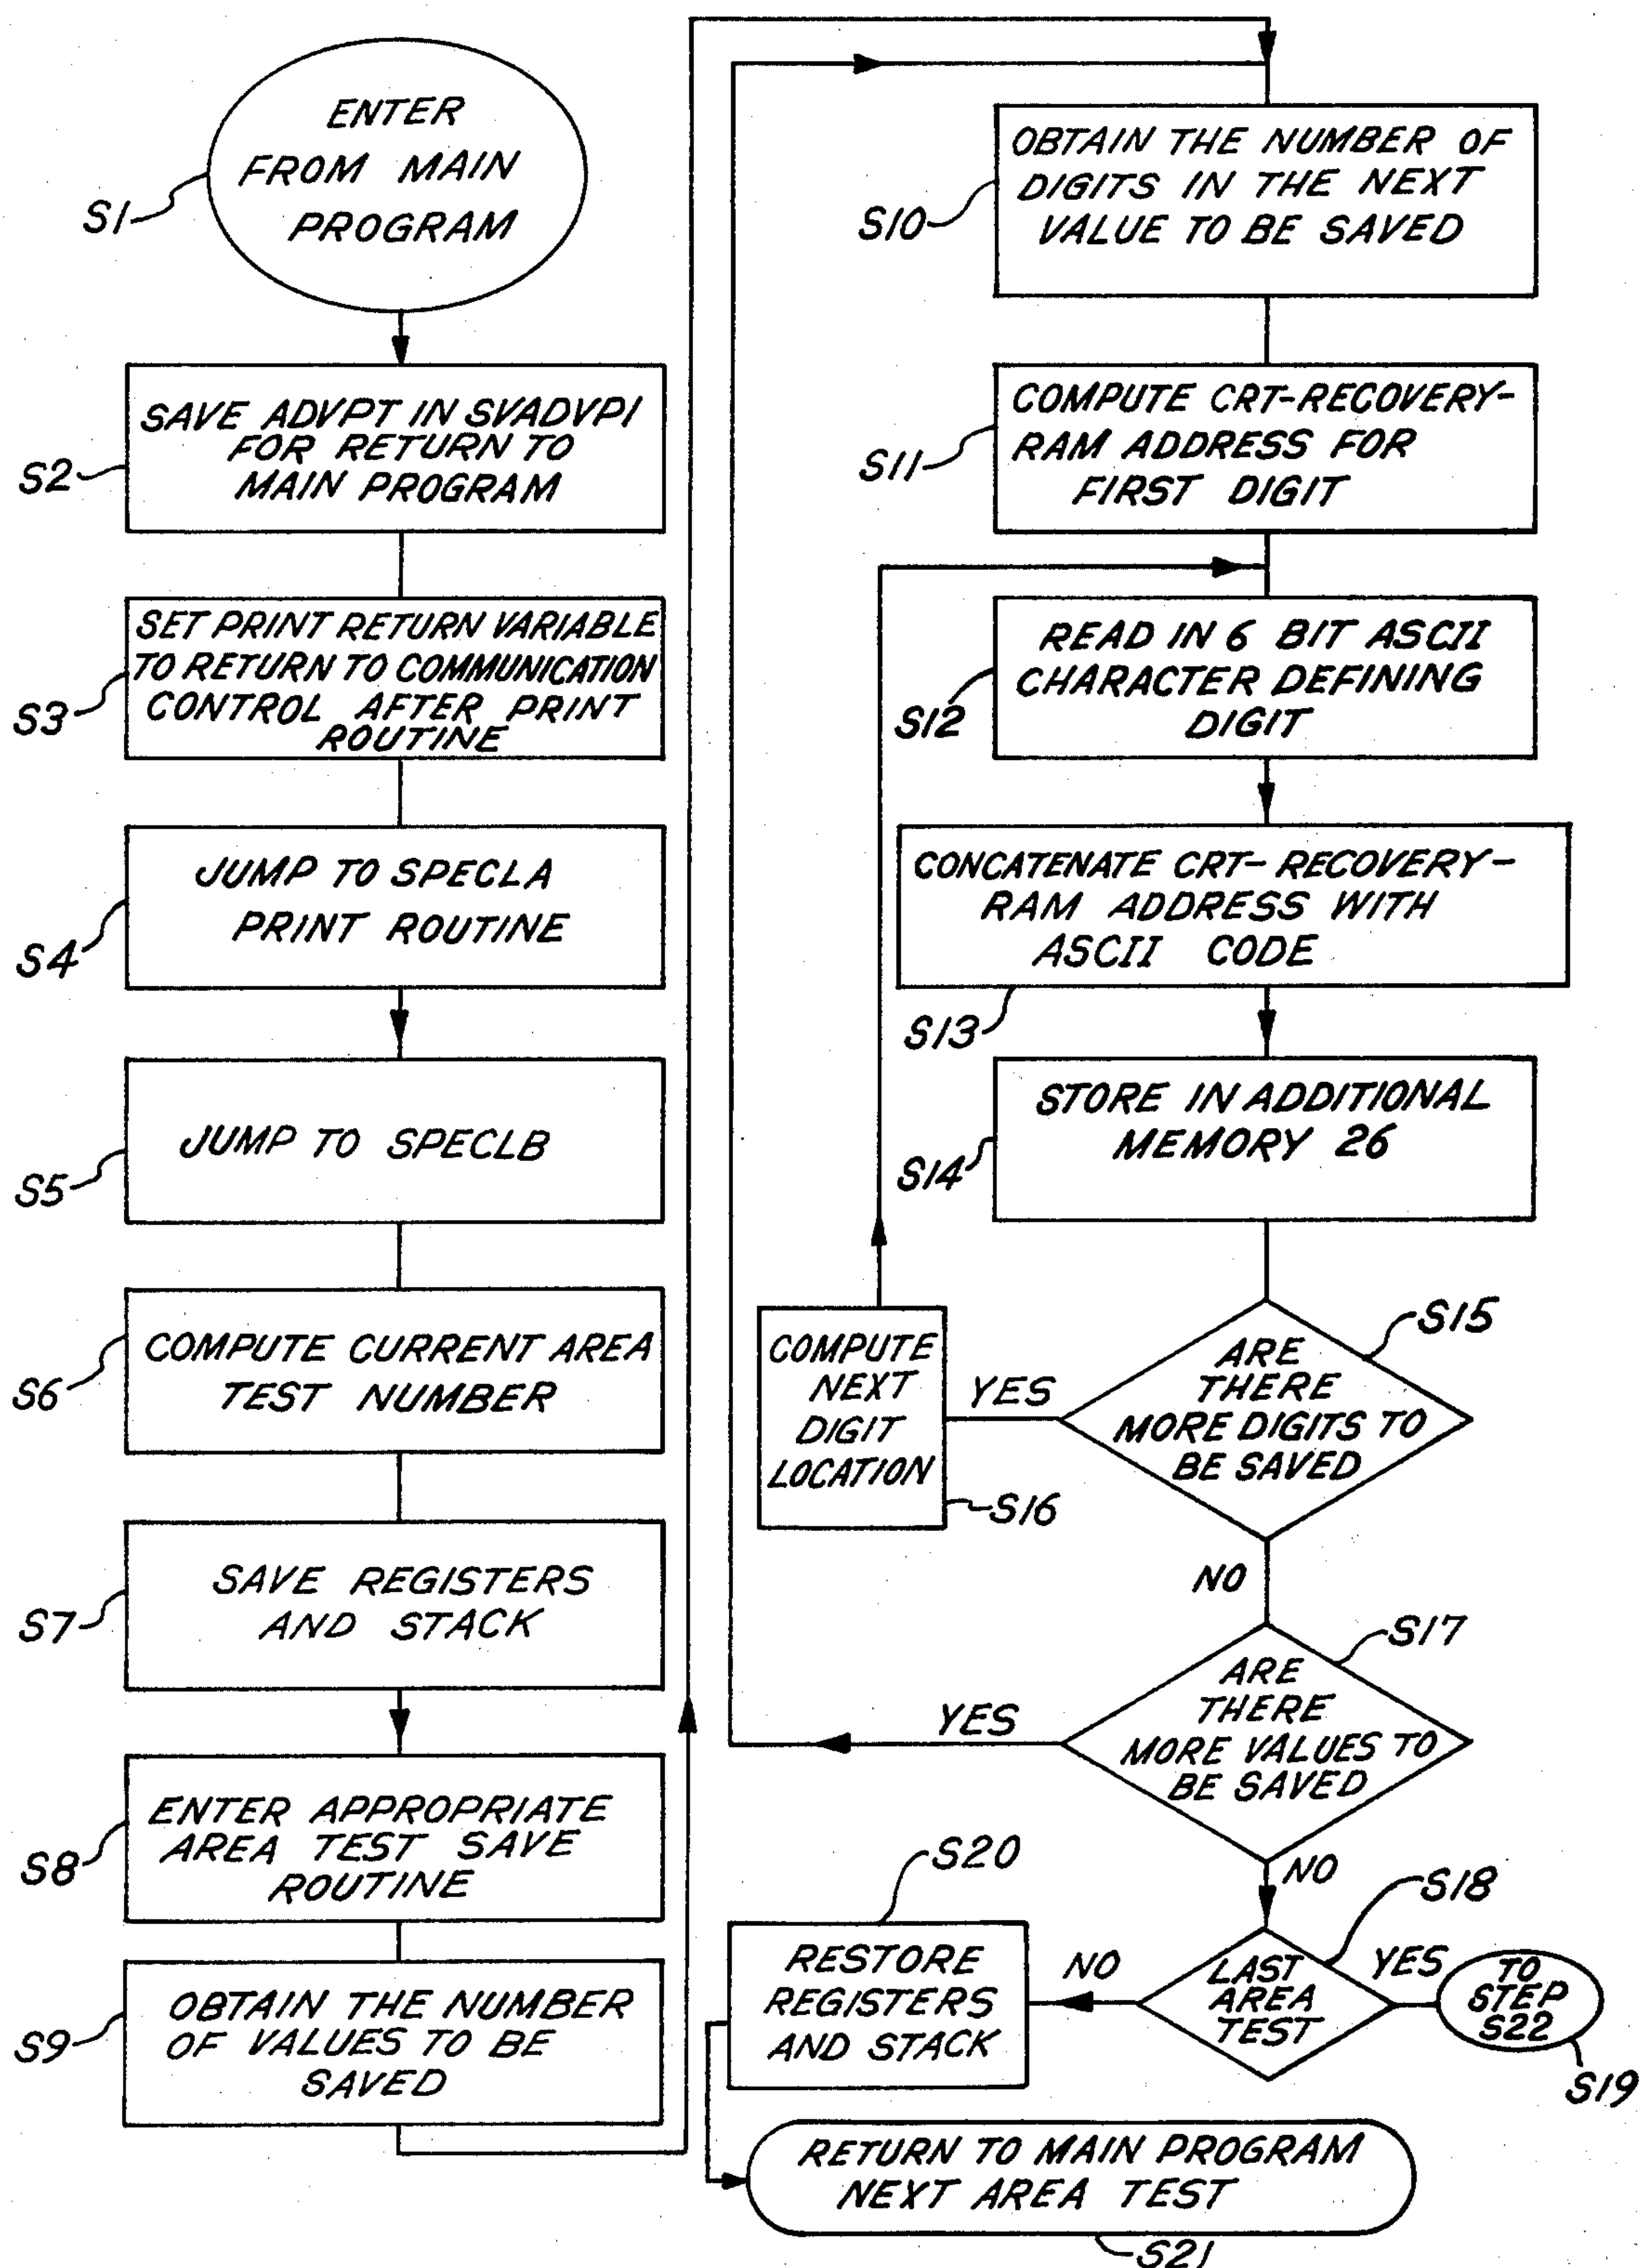 ENTER
FROM MAIN
PROGRAM
S1
SAVE ADVPT IN SVADVPI
FOR RETURN TO
MAIN PROGRAM
S2
SET PRINT RETURN VARIABLE
TO RETURN TO COMMUNICATION
CONTROL AFTER PRINT
ROUTINE
S3
JUMP TO SPECLA
PRINT ROUTINE
S4
JUMP TO SPECLB
S5
COMPUTE CURRENT AREA
TEST NUMBER
S6
SAVE REGISTERS
AND STACK
S7
ENTER APPROPRIATE
AREA TEST SAVE
ROUTINE
S8
OBTAIN THE NUMBER
OF VALUES TO BE
SAVED
S9
OBTAIN THE NUMBER OF
DIGITS IN THE NEXT
VALUE TO BE SAVED
S10
COMPUTE CRT-RECOVERY-
RAM ADDRESS FOR
FIRST DIGIT
S11
READ IN 6 BIT ASCII
CHARACTER DEFINING
DIGIT
S12
CONCATENATE CRT-RECOVERY-
RAM ADDRESS WITH
ASCII CODE
S13
STORE IN ADDITIONAL
MEMORY 26
S14
ARE
THERE
MORE DIGITS TO
BE SAVED
S15
YES
COMPUTE
NEXT
DIGIT
LOCATION
S16
NO
ARE
THERE
MORE VALUES TO
BE SAVED
S17
YES
NO
LAST
AREA
TEST
S18
YES
TO
STEP
S22
S19
NO
RESTORE
REGISTERS
AND STACK
S20
RETURN TO MAIN PROGRAM
NEXT AREA TEST
S21